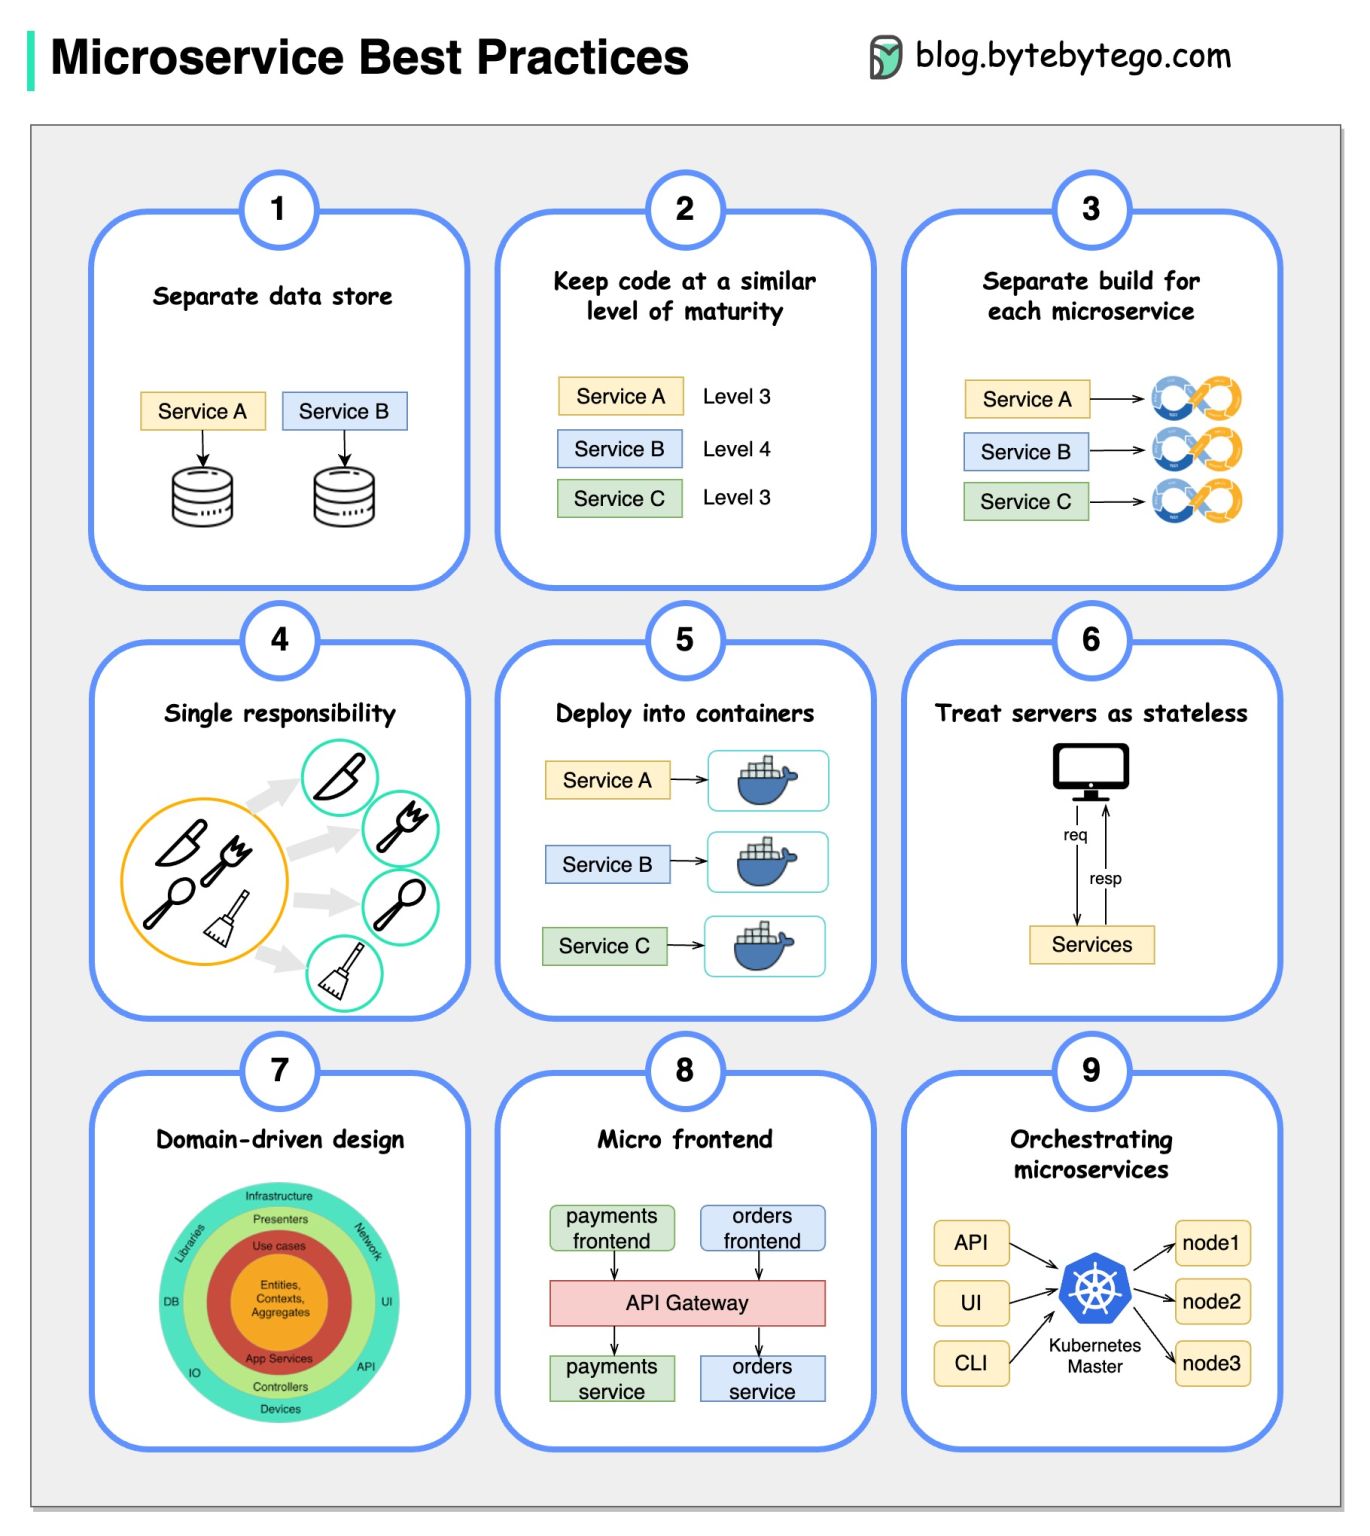 Microservice Best Practices
blog.bytebytego.com
1
Separate data store
Service A
Service B
2
Keep code at a similar
level of maturity
Service A Level 3
Service B Level 4
Service C Level 3
3
Separate build for
each microservice
Service A
Service B
Service C
4
Single responsibility
5
Deploy into containers
Service A
Service B
Service C
6
Treat servers as stateless
req
resp
Services
7
Domain-driven design
Infrastructure
Presenters
Use cases
Libraries
Network
Entities,
Contexts,
Aggregates
DB
UI
App Services
IO
API
Controllers
Devices
8
Micro frontend
payments
frontend
orders
frontend
API Gateway
payments
service
orders
service
9
Orchestrating
microservices
API
UI
CLI
Kubernetes
Master
node1
node2
node3